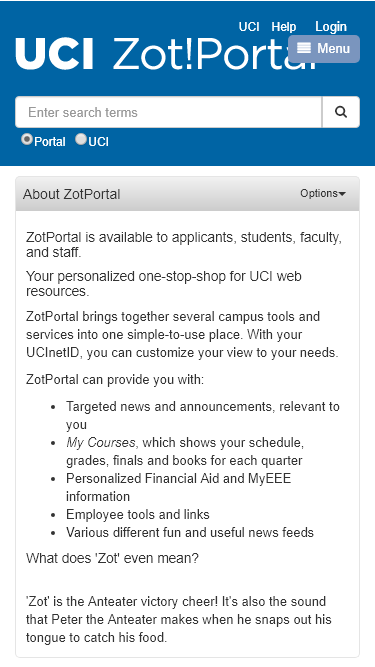 UCI Help Login
UCI Zot!Portal
Menu
Enter search terms
Portal UCI
About ZotPortal Options
ZotPortal is available to applicants, students, faculty,
and staff.
Your personalized one-stop-shop for UCI web
resources.
ZotPortal brings together several campus tools and
services into one simple-to-use place. With your
UCInetID, you can customize your view to your needs.
ZotPortal can provide you with:
• Targeted news and announcements, relevant to
you
• My Courses, which shows your schedule,
grades, finals and books for each quarter
• Personalized Financial Aid and MyEEE
information
• Employee tools and links
• Various different fun and useful news feeds
What does 'Zot' even mean?
'Zot' is the Anteater victory cheer! It's also the sound
that Peter the Anteater makes when he snaps out his
tongue to catch his food.